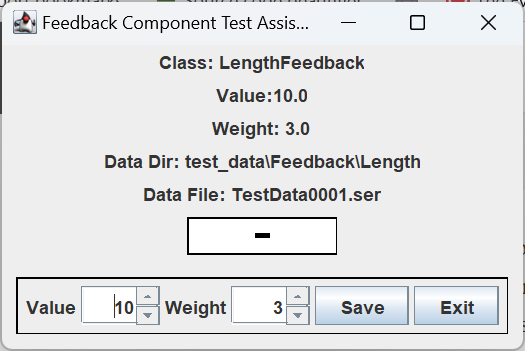 Feedback Component Test Assis...
Class: LengthFeedback
Value:10.0
Weight: 3.0
Data Dir: test_data\Feedback\Length
Data File: TestData0001.ser
Value 10 Weight 3 Save Exit